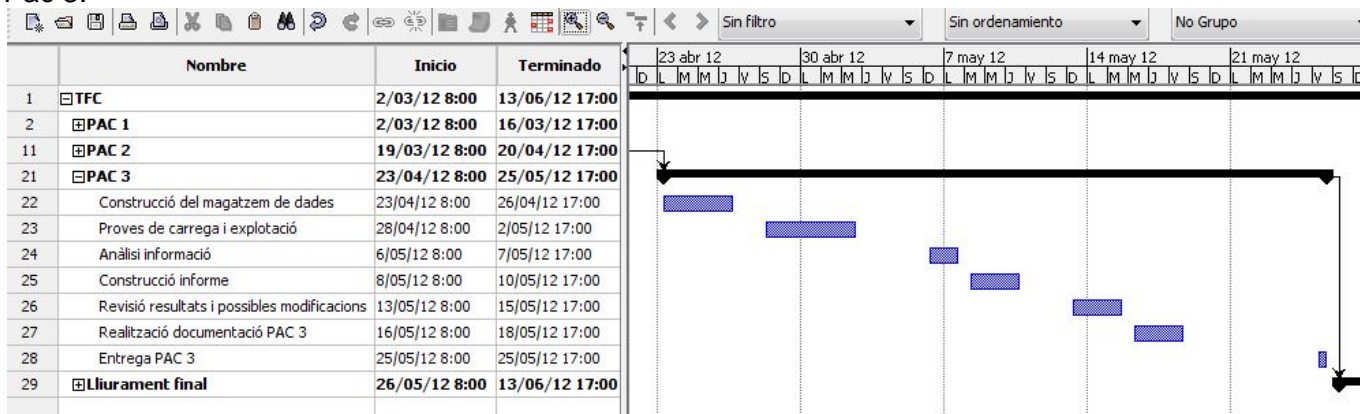 Sin filtro Sin ordenamiento No Grupo
Nombre Inicio Terminado 23 abr 12 30 abr 12 7 may 12 14 may 12 21 may 12
D L M M J V S D L M M J V S D L M M J V S D L M M J V S D L M M J V S D
1 TFC 2/03/12 8:00 13/06/12 17:00
2 PAC 1 2/03/12 8:00 16/03/12 17:00
11 PAC 2 19/03/12 8:00 20/04/12 17:00
21 PAC 3 23/04/12 8:00 25/05/12 17:00
22 Construcció del magatzem de dades 23/04/12 8:00 26/04/12 17:00
23 Proves de carrega i explotació 28/04/12 8:00 2/05/12 17:00
24 Anàlisi informació 6/05/12 8:00 7/05/12 17:00
25 Construcció informe 8/05/12 8:00 10/05/12 17:00
26 Revisió resultats i possibles modificacions 13/05/12 8:00 15/05/12 17:00
27 Realització documentació PAC 3 16/05/12 8:00 18/05/12 17:00
28 Entrega PAC 3 25/05/12 8:00 25/05/12 17:00
29 Lliurament final 26/05/12 8:00 13/06/12 17:00